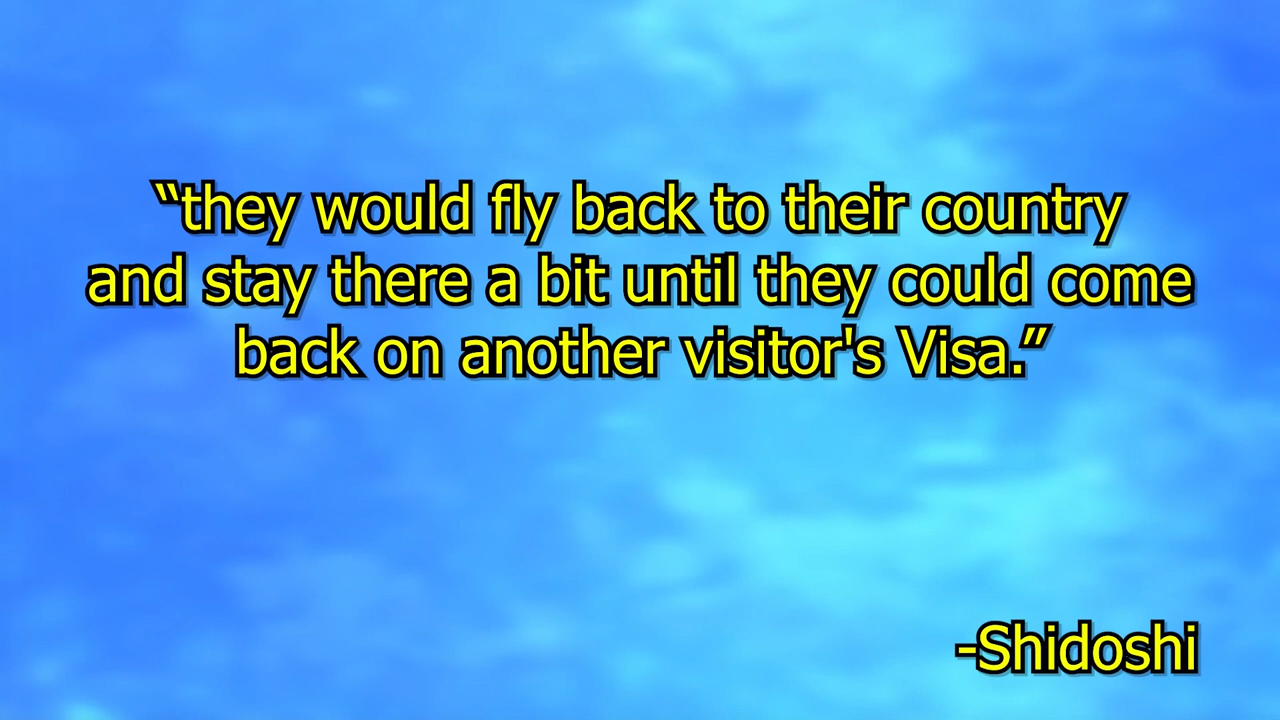 “they would fly back to their country
and stay there a bit until they could come
back on another visitor's Visa.”
-Shidoshi